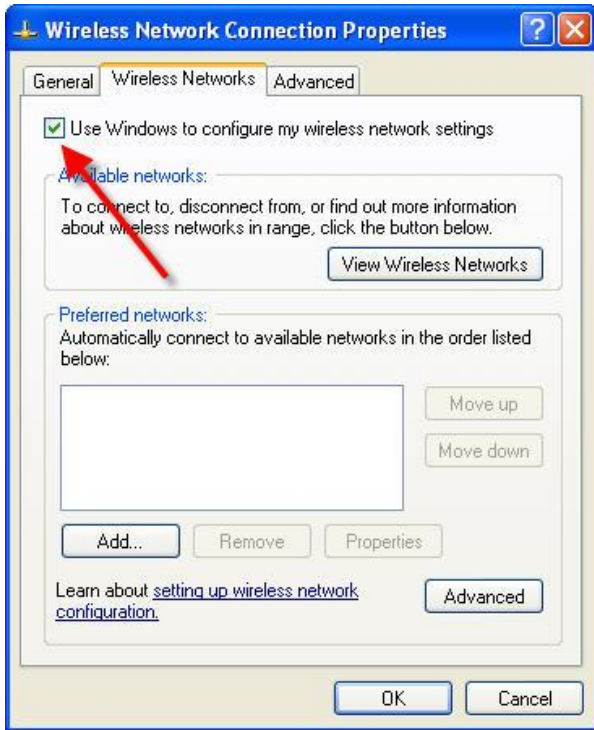 Wireless Network Connection Properties
General Wireless Networks Advanced
Use Windows to configure my wireless network settings
Available networks:
To connect to, disconnect from, or find out more information
about wireless networks in range, click the button below.
View Wireless Networks
Preferred networks:
Automatically connect to available networks in the order listed
below:
Move up
Move down
Add... Remove Properties
Learn about setting up wireless network
configuration.
Advanced
OK Cancel